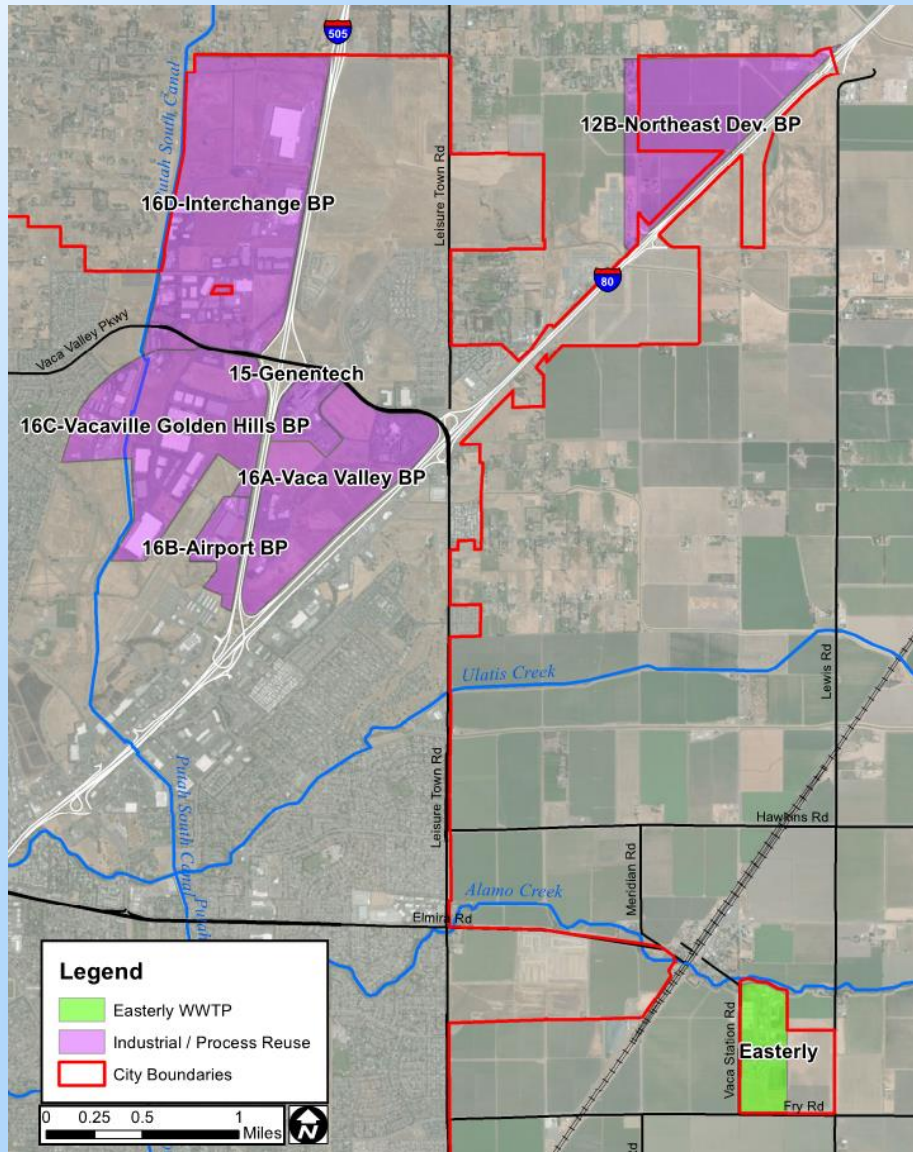 505
Putah South Canal
12B-Northeast Dev. BP
16D-Interchange BP
Leisure Town Rd
80
Vaca Valley Pkwy
15-Genentech
16C-Vacaville Golden Hills BP
16A-Vaca Valley BP
16B-Airport BP
Ulatis Creek
Lewis Rd
Leisure Town Rd
Putah South Canal
Hawkins Rd
Meridian Rd
Alamo Creek
Elmira Rd
Putah
Legend
Easterly WWTP
Industrial / Process Reuse
City Boundaries
Vaca Station Rd
Easterly
Fry Rd
0 0.25 0.5 1
Miles
N
Rd